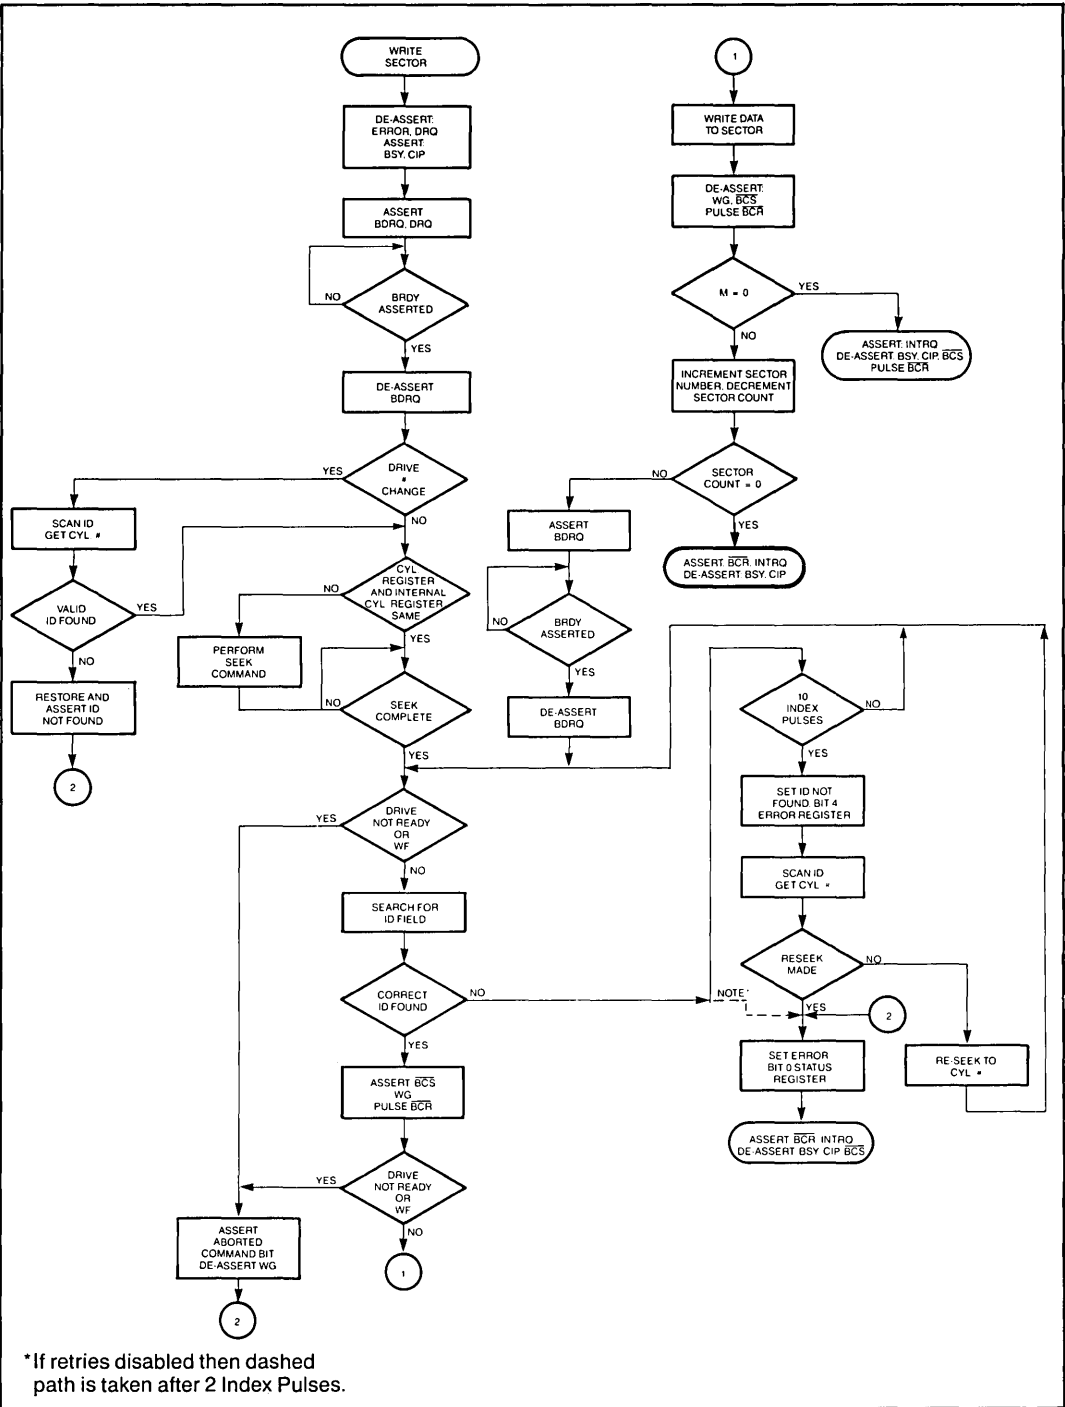 WRITE
SECTOR
DE-ASSERT:
ERROR, DRQ
ASSERT:
BSY, CIP
ASSERT
BDRQ, DRQ
BRDY
ASSERTED
NO
YES
DE-ASSERT
BDRQ
DRIVE
#
CHANGE
YES
NO
SCAN ID
GET CYL #
VALID
ID FOUND
YES
NO
RESTORE AND
ASSERT ID
NOT FOUND
2
CYL
REGISTER
AND INTERNAL
CYL REGISTER
SAME
NO
YES
PERFORM
SEEK
COMMAND
SEEK
COMPLETE
NO
YES
DRIVE
NOT READY
OR
WF
YES
NO
SEARCH FOR
ID FIELD
CORRECT
ID FOUND
NO
YES
ASSERT B̅C̅S̅
WG
PULSE B̅C̅R̅
DRIVE
NOT READY
OR
WF
YES
NO
1
ASSERT
ABORTED
COMMAND BIT
DE-ASSERT WG
2
1
WRITE DATA
TO SECTOR
DE-ASSERT:
WG, B̅C̅S̅
PULSE B̅C̅R̅
M = 0
YES
NO
ASSERT: INTRQ
DE-ASSERT: BSY, CIP, B̅C̅S̅
PULSE B̅C̅R̅
INCREMENT SECTOR
NUMBER, DECREMENT
SECTOR COUNT
SECTOR
COUNT = 0
NO
YES
ASSERT: B̅C̅R̅, INTRQ
DE-ASSERT: BSY, CIP
ASSERT
BDRQ
BRDY
ASSERTED
NO
YES
DE-ASSERT
BDRQ
10
INDEX
PULSES
NO
YES
SET ID NOT
FOUND, BIT 4
ERROR REGISTER
SCAN ID
GET CYL #
RESEEK
MADE
NO
YES
NOTE*
2
RE-SEEK TO
CYL #
SET ERROR
BIT 0 STATUS
REGISTER
ASSERT B̅C̅R̅ INTRQ
DE-ASSERT BSY CIP B̅C̅S̅
*If retries disabled then dashed
path is taken after 2 Index Pulses.